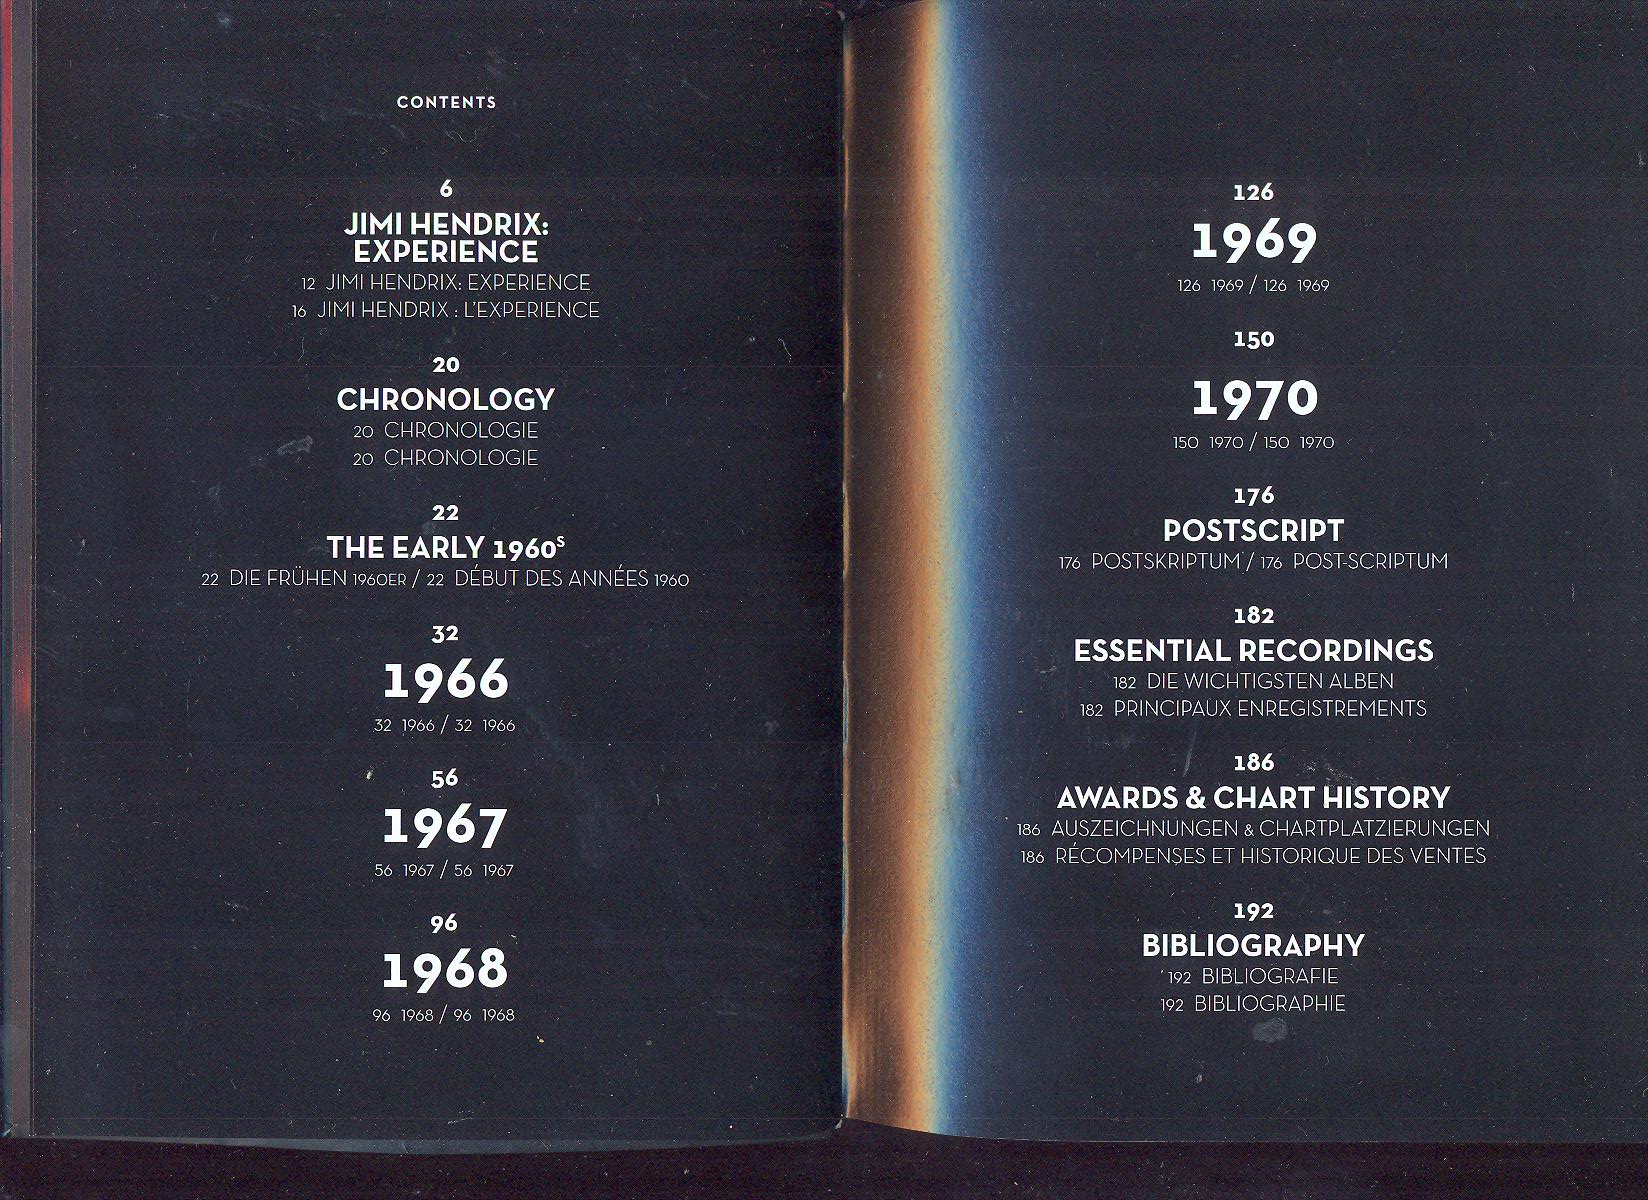 CONTENTS
6
JIMI HENDRIX:
EXPERIENCE
12 JIMI HENDRIX: EXPERIENCE
16 JIMI HENDRIX : L'EXPERIENCE
20
CHRONOLOGY
20 CHRONOLOGIE
20 CHRONOLOGIE
22
THE EARLY 1960S
22 DIE FRÜHEN 1960ER / 22 DÉBUT DES ANNÉES 1960
32
1966
32 1966 / 32 1966
56
1967
56 1967 / 56 1967
96
1968
96 1968 / 96 1968
126
1969
126 1969 / 126 1969
150
1970
150 1970 / 150 1970
176
POSTSCRIPT
176 POSTSKRIPTUM / 176 POST-SCRIPTUM
182
ESSENTIAL RECORDINGS
182 DIE WICHTIGSTEN ALBEN
182 PRINCIPAUX ENREGISTREMENTS
186
AWARDS & CHART HISTORY
186 AUSZEICHNUNGEN & CHARTPLATZIERUNGEN
186 RÉCOMPENSES ET HISTORIQUE DES VENTES
192
BIBLIOGRAPHY
192 BIBLIOGRAFIE
192 BIBLIOGRAPHIE